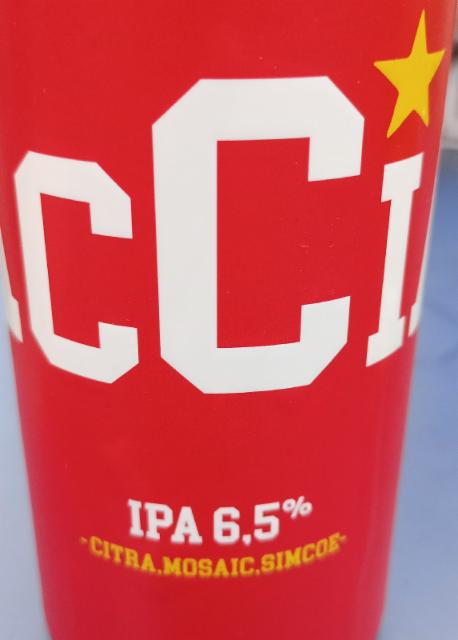 CCI
IPA 6,5%
-CITRA.MOSAIC.SIMCOE-